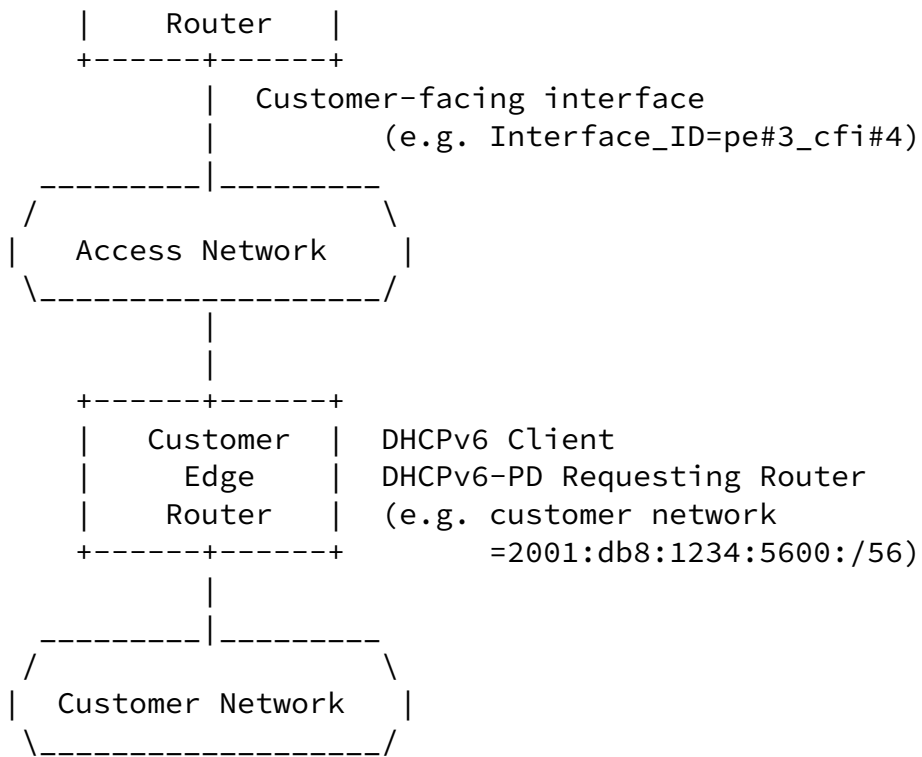 Router
Customer-facing interface
(e.g. Interface_ID=pe#3_cfi#4)
Access Network
Customer DHCPv6 Client
Edge DHCPv6-PD Requesting Router
Router (e.g. customer network
=2001:db8:1234:5600:/56)
Customer Network